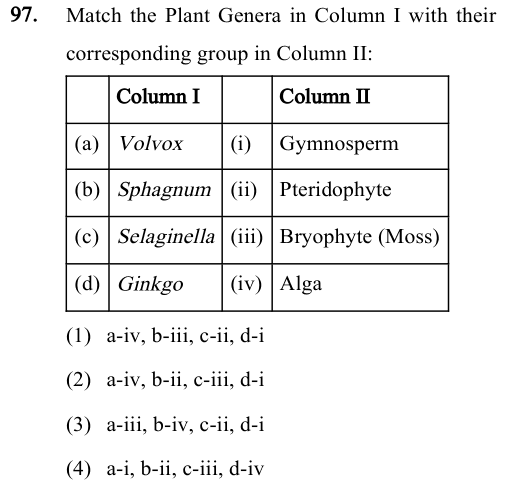 97. Match the Plant Genera in Column I with their
corresponding group in Column II:
Column I Column II
(a) Volvox (i) Gymnosperm
(b) Sphagnum (ii) Pteridophyte
(c) Selaginella (iii) Bryophyte (Moss)
(d) Ginkgo (iv) Alga
(1) a-iv, b-iii, c-ii, d-i
(2) a-iv, b-ii, c-iii, d-i
(3) a-iii, b-iv, c-ii, d-i
(4) a-i, b-ii, c-iii, d-iv